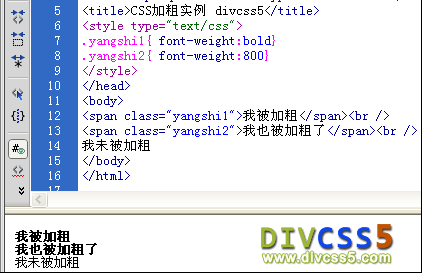 5 <title>CSS加粗实例 divcss5</title>
6 <style type="text/css">
7 .yangshi1{ font-weight:bold}
8 .yangshi2{ font-weight:800}
9 </style>
10 </head>
11 <body>
12 <span class="yangshi1">我被加粗</span><br />
13 <span class="yangshi2">我也被加粗了</span><br />
14 我未被加粗
15 </body>
16 </html>
17
我被加粗
我也被加粗了
我未被加粗
DIVCSS5
www.divcss5.com